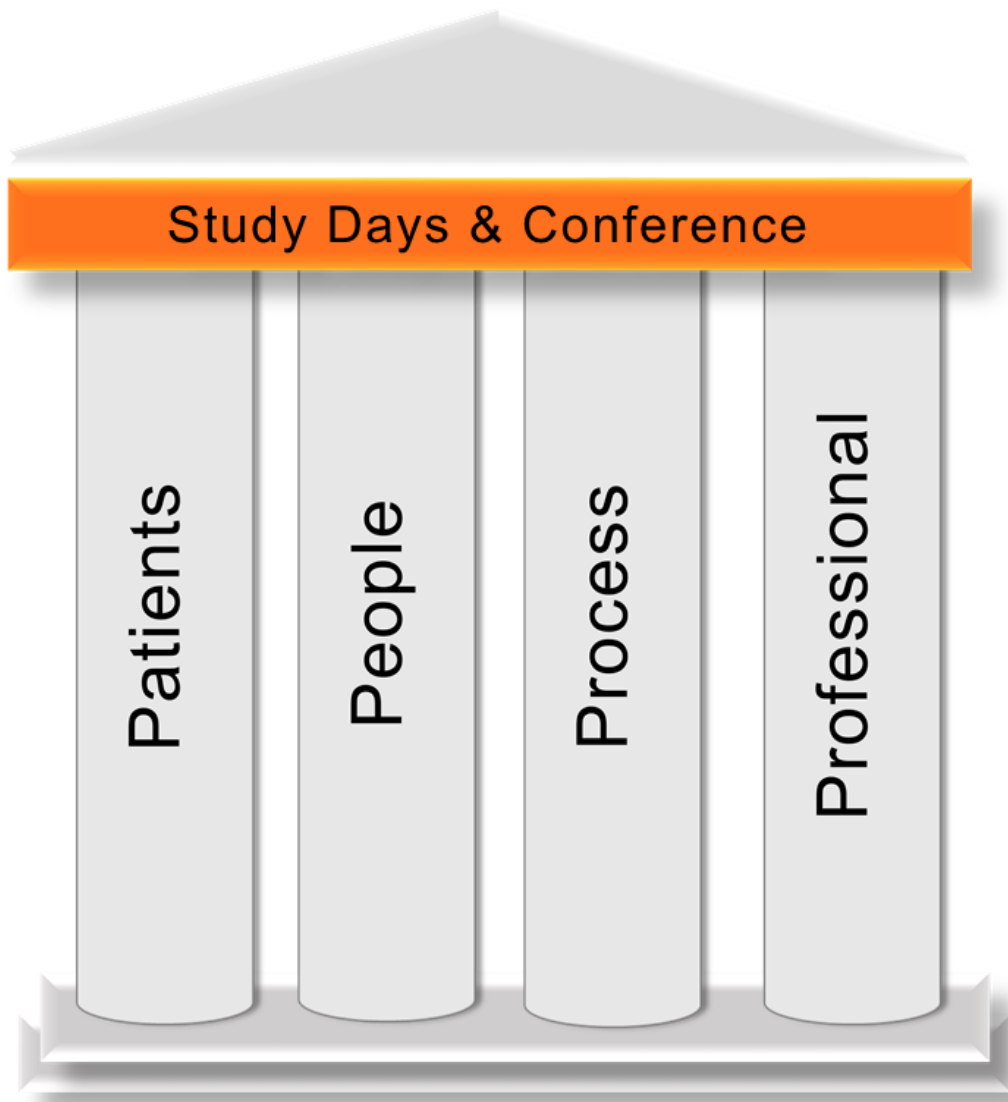 Study Days & Conference
Patients
People
Process
Professional